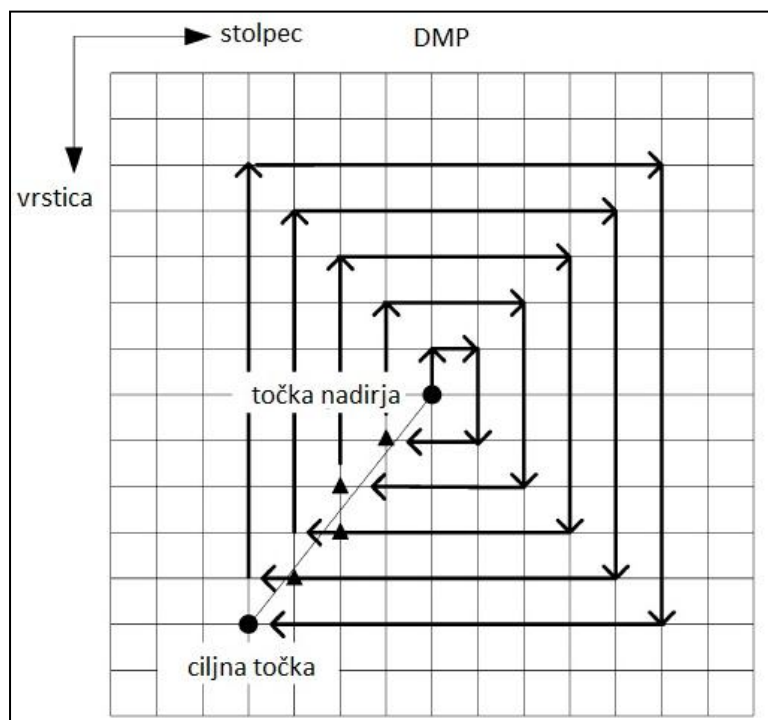 stolpec
DMP
vrstica
točka nadirja
ciljna točka